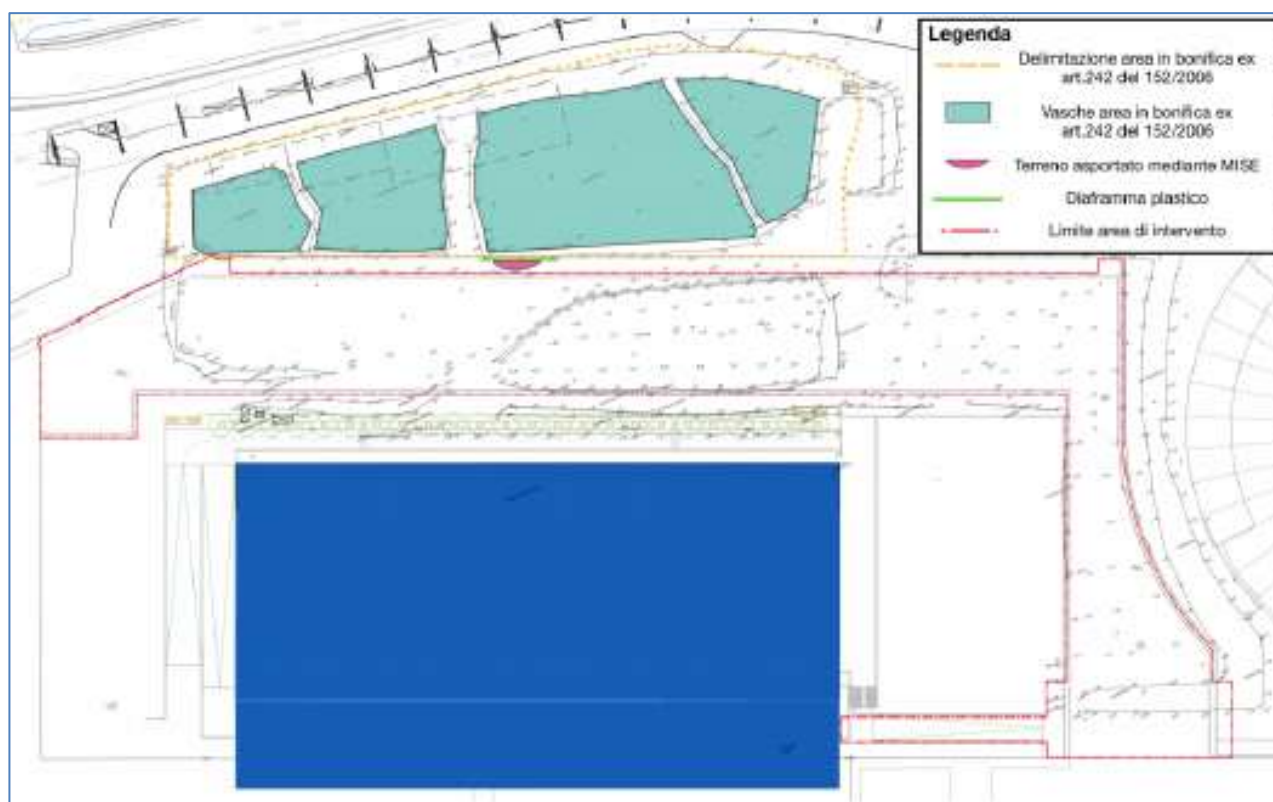 Legenda
Delimitazione area in bonifica ex
art.242 del 152/2006
Vasche area in bonifica ex
art.242 del 152/2006
Terreno asportato mediante MISE
Diaframma plastico
Limite area di intervento